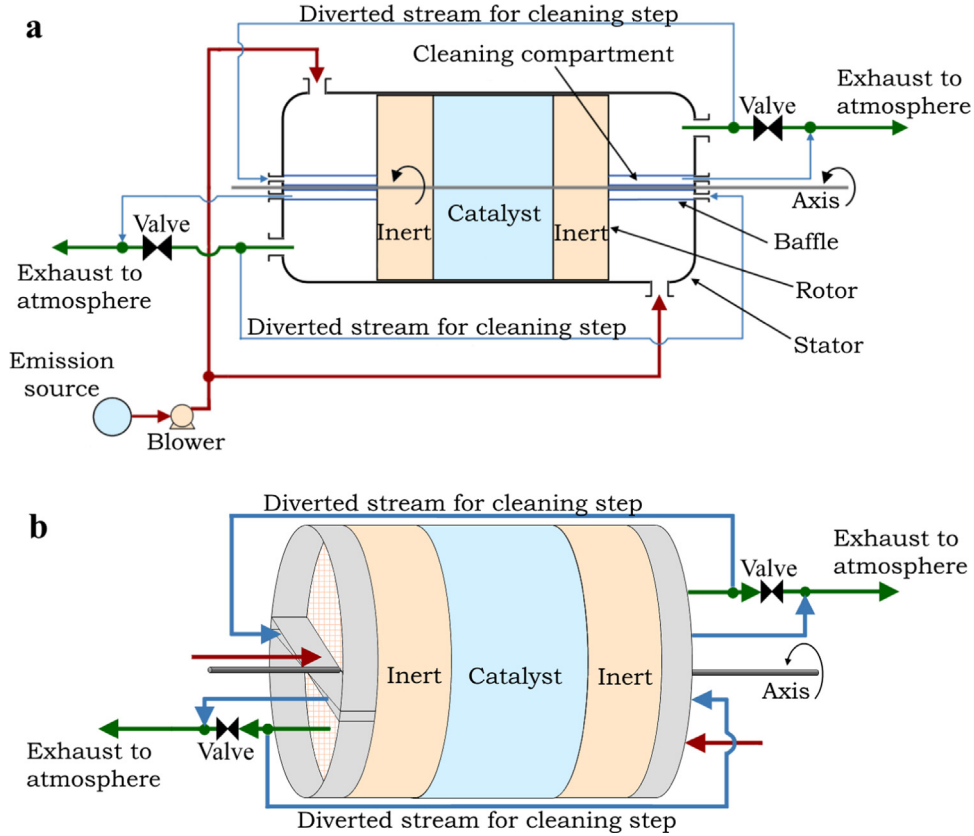 a
Diverted stream for cleaning step
Cleaning compartment
Exhaust to
atmosphere
Valve
Axis
Catalyst
Inert
Inert
Valve
Baffle
Exhaust to
atmosphere
Rotor
Diverted stream for cleaning step
Stator
Emission
source
Blower
b
Diverted stream for cleaning step
Exhaust to
atmosphere
Valve
Inert
Catalyst
Inert
Axis
Exhaust to
atmosphere
Valve
Diverted stream for cleaning step